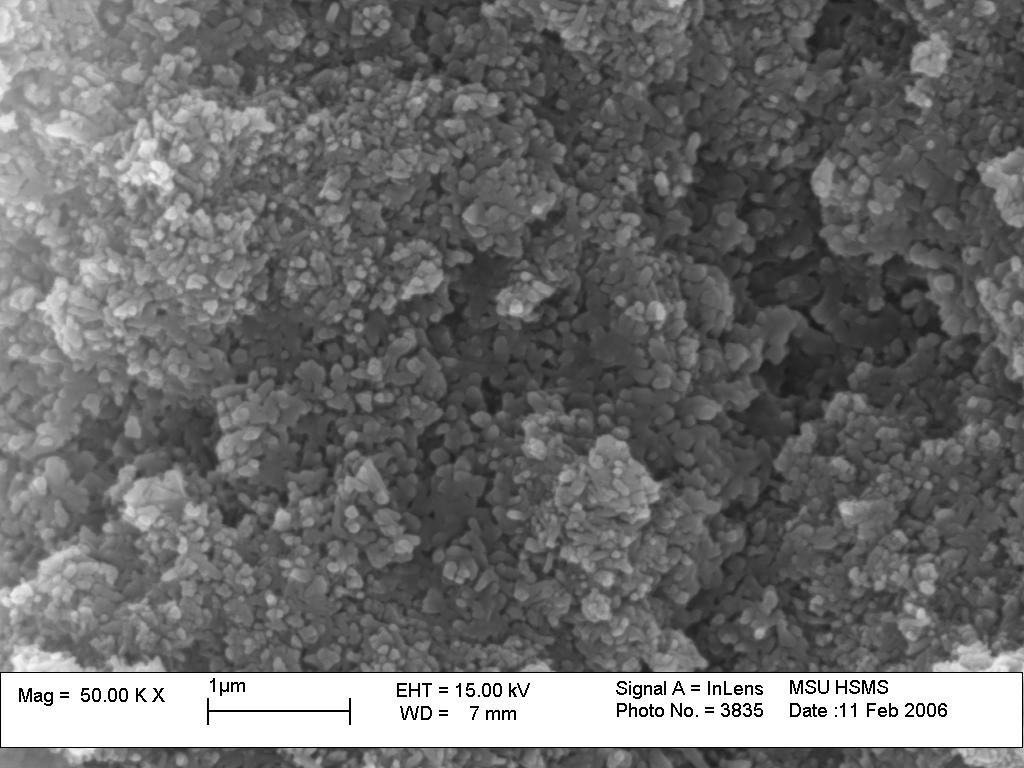 Mag = 50.00 K X
1µm
EHT = 15.00 kV
WD = 7 mm
Signal A = InLens
Photo No. = 3835
MSU HSMS
Date :11 Feb 2006